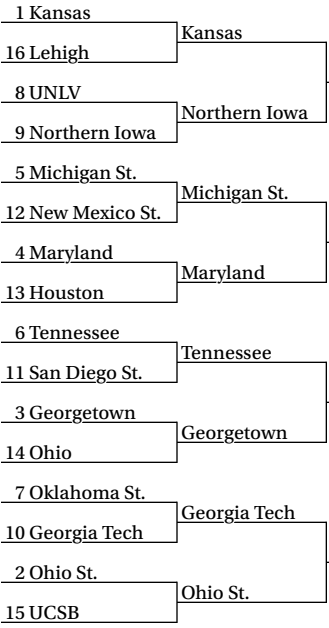 1 Kansas
Kansas
16 Lehigh
8 UNLV
Northern Iowa
9 Northern Iowa
5 Michigan St.
Michigan St.
12 New Mexico St.
4 Maryland
Maryland
13 Houston
6 Tennessee
Tennessee
11 San Diego St.
3 Georgetown
Georgetown
14 Ohio
7 Oklahoma St.
Georgia Tech
10 Georgia Tech
2 Ohio St.
Ohio St.
15 UCSB